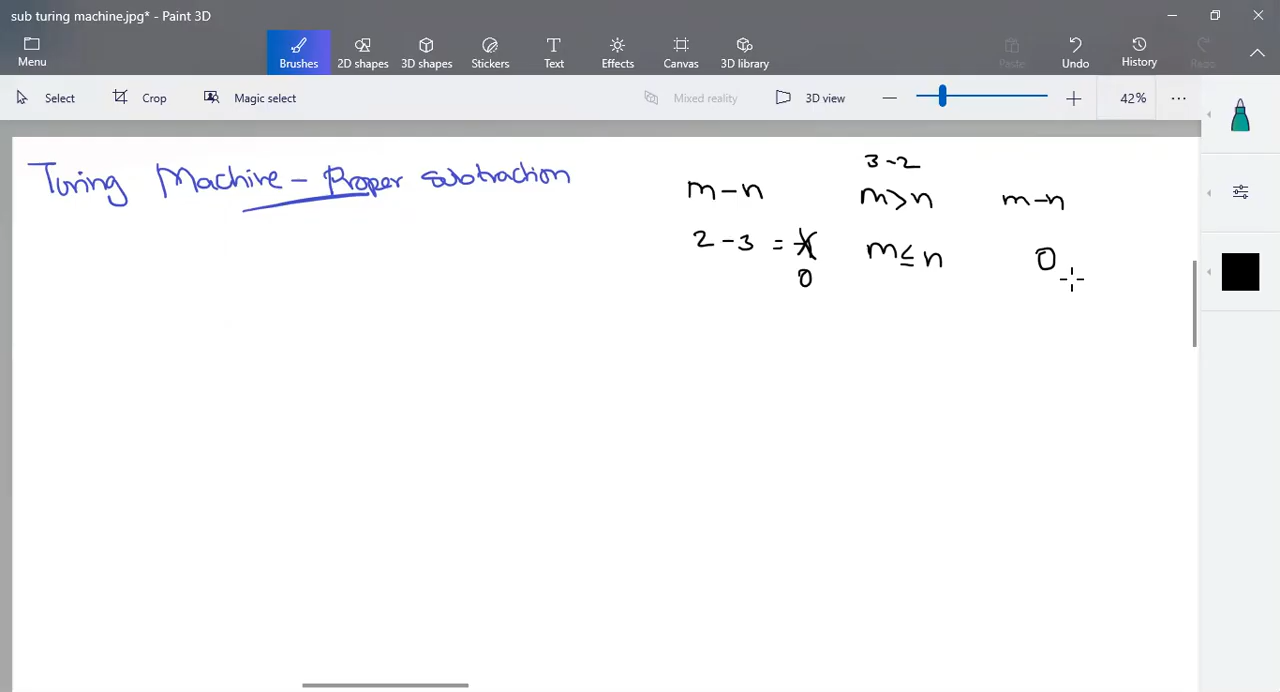 sub turing machine.jpg* - Paint 3D
Menu
Brushes 2D shapes 3D shapes Stickers Text Effects Canvas 3D library Paste Undo History Redo
Select Crop Magic select Mixed reality 3D view 42%
3-2
Turing Machine - Proper subtraction m-n m>n m-n
2-3 = m≤n 0
0